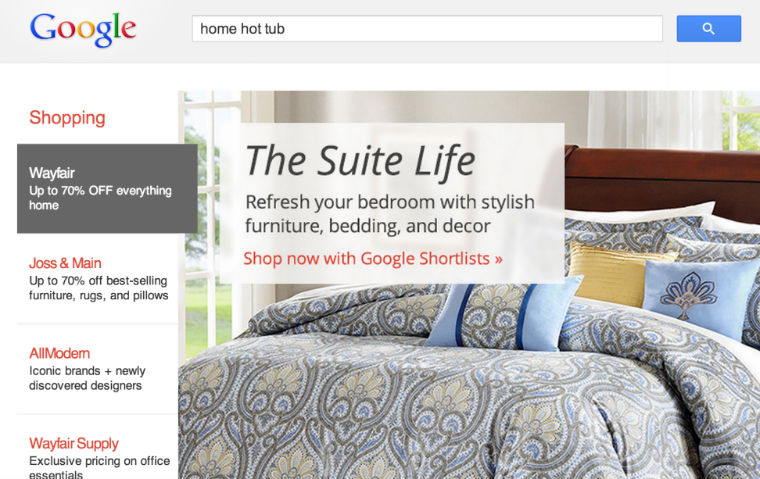 Google
home hot tub
Shopping
Wayfair
Up to 70% OFF everything
home
Joss & Main
Up to 70% off best-selling
furniture, rugs, and pillows
AllModern
Iconic brands + newly
discovered designers
Wayfair Supply
Exclusive pricing on office
essentials
The Suite Life
Refresh your bedroom with stylish
furniture, bedding, and decor
Shop now with Google Shortlists »